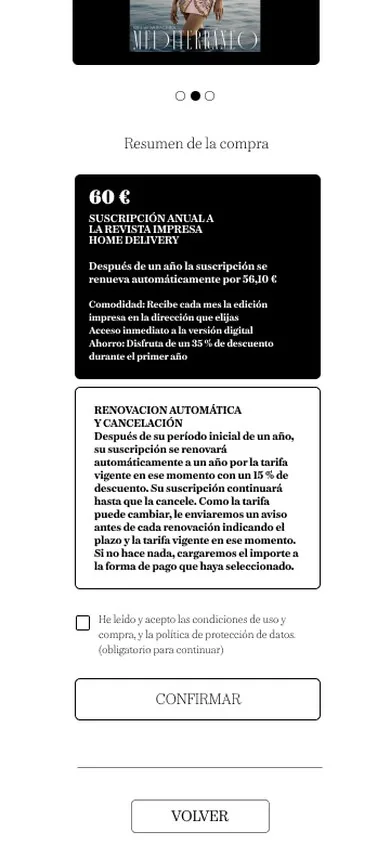 MEDITERRANEO
Resumen de la compra
60 €
SUSCRIPCIÓN ANUAL A
LA REVISTA IMPRESA
HOME DELIVERY
Después de un año la suscripción se
renueva automáticamente por 56,10 €
Comodidad: Recibe cada mes la edición
impresa en la dirección que elijas
Acceso inmediato a la versión digital
Ahorro: Disfruta de un 35 % de descuento
durante el primer año
RENOVACION AUTOMÁTICA
Y CANCELACIÓN
Después de su período inicial de un año,
su suscripción se renovará
automáticamente a un año por la tarifa
vigente en ese momento con un 15 % de
descuento. Su suscripción continuará
hasta que la cancele. Como la tarifa
puede cambiar, le enviaremos un aviso
antes de cada renovación indicando el
plazo y la tarifa vigente en ese momento.
Si no hace nada, cargaremos el importe a
la forma de pago que haya seleccionado.
He leído y acepto las condiciones de uso y
compra, y la política de protección de datos.
(obligatorio para continuar)
CONFIRMAR
VOLVER